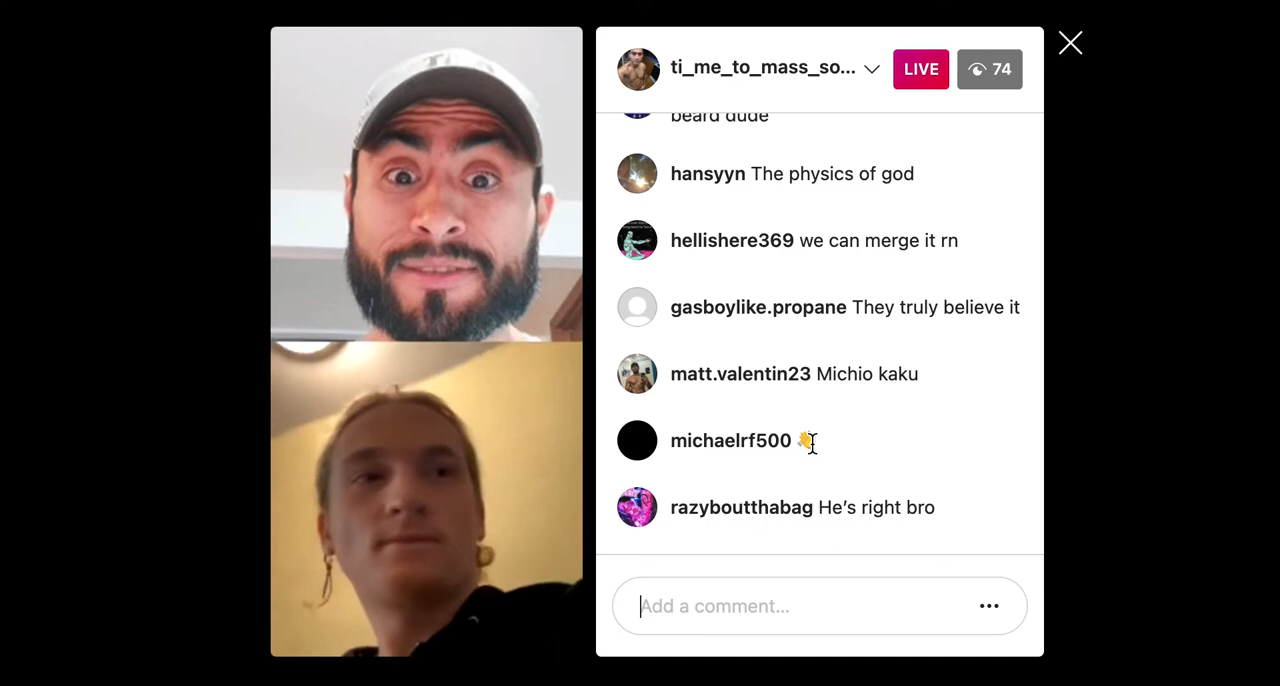 ti_me_to_mass_so...
LIVE
74
beard dude
hansyyn The physics of god
hellishere369 we can merge it rn
gasboylike.propane They truly believe it
matt.valentin23 Michio kaku
michaelrf500 👋
razyboutthabag He’s right bro
Add a comment...